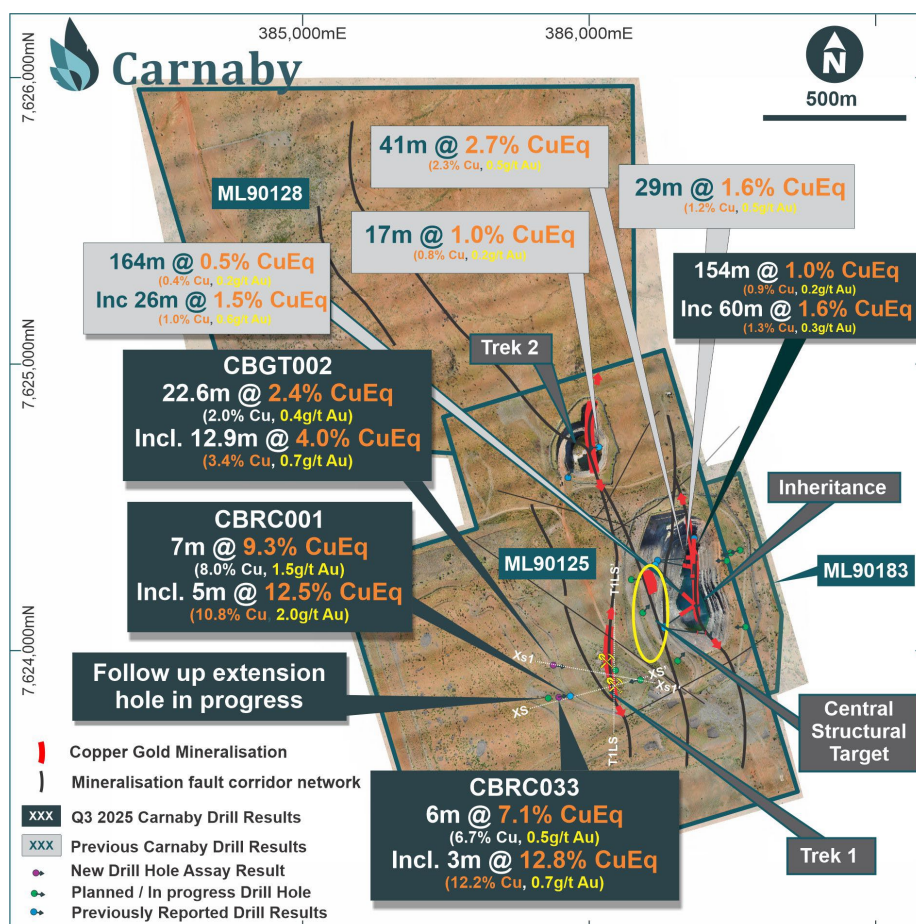 385,000mE
386,000mE
Carnaby
N
500m
7,626,000mN
7,625,000mN
7,624,000mN
ML90128
41m @ 2.7% CuEq
(2.3% Cu, 0.5g/t Au)
29m @ 1.6% CuEq
(1.2% Cu, 0.5g/t Au)
17m @ 1.0% CuEq
(0.8% Cu, 0.2g/t Au)
164m @ 0.5% CuEq
(0.4% Cu, 0.2g/t Au)
Inc 26m @ 1.5% CuEq
(1.0% Cu, 0.6g/t Au)
154m @ 1.0% CuEq
(0.9% Cu, 0.2g/t Au)
Inc 60m @ 1.6% CuEq
(1.3% Cu, 0.3g/t Au)
Trek 2
CBGT002
22.6m @ 2.4% CuEq
(2.0% Cu, 0.4g/t Au)
Incl. 12.9m @ 4.0% CuEq
(3.4% Cu, 0.7g/t Au)
Inheritance
CBRC001
7m @ 9.3% CuEq
(8.0% Cu, 1.5g/t Au)
Incl. 5m @ 12.5% CuEq
(10.8% Cu, 2.0g/t Au)
ML90125
ML90183
T1LS'
XS1
XS'
XS1'
XS
T1LS
Follow up extension
hole in progress
Central
Structural
Target
CBRC033
6m @ 7.1% CuEq
(6.7% Cu, 0.5g/t Au)
Incl. 3m @ 12.8% CuEq
(12.2% Cu, 0.7g/t Au)
Trek 1
Copper Gold Mineralisation
Mineralisation fault corridor network
XXX Q3 2025 Carnaby Drill Results
XXX Previous Carnaby Drill Results
New Drill Hole Assay Result
Planned / In progress Drill Hole
Previously Reported Drill Results